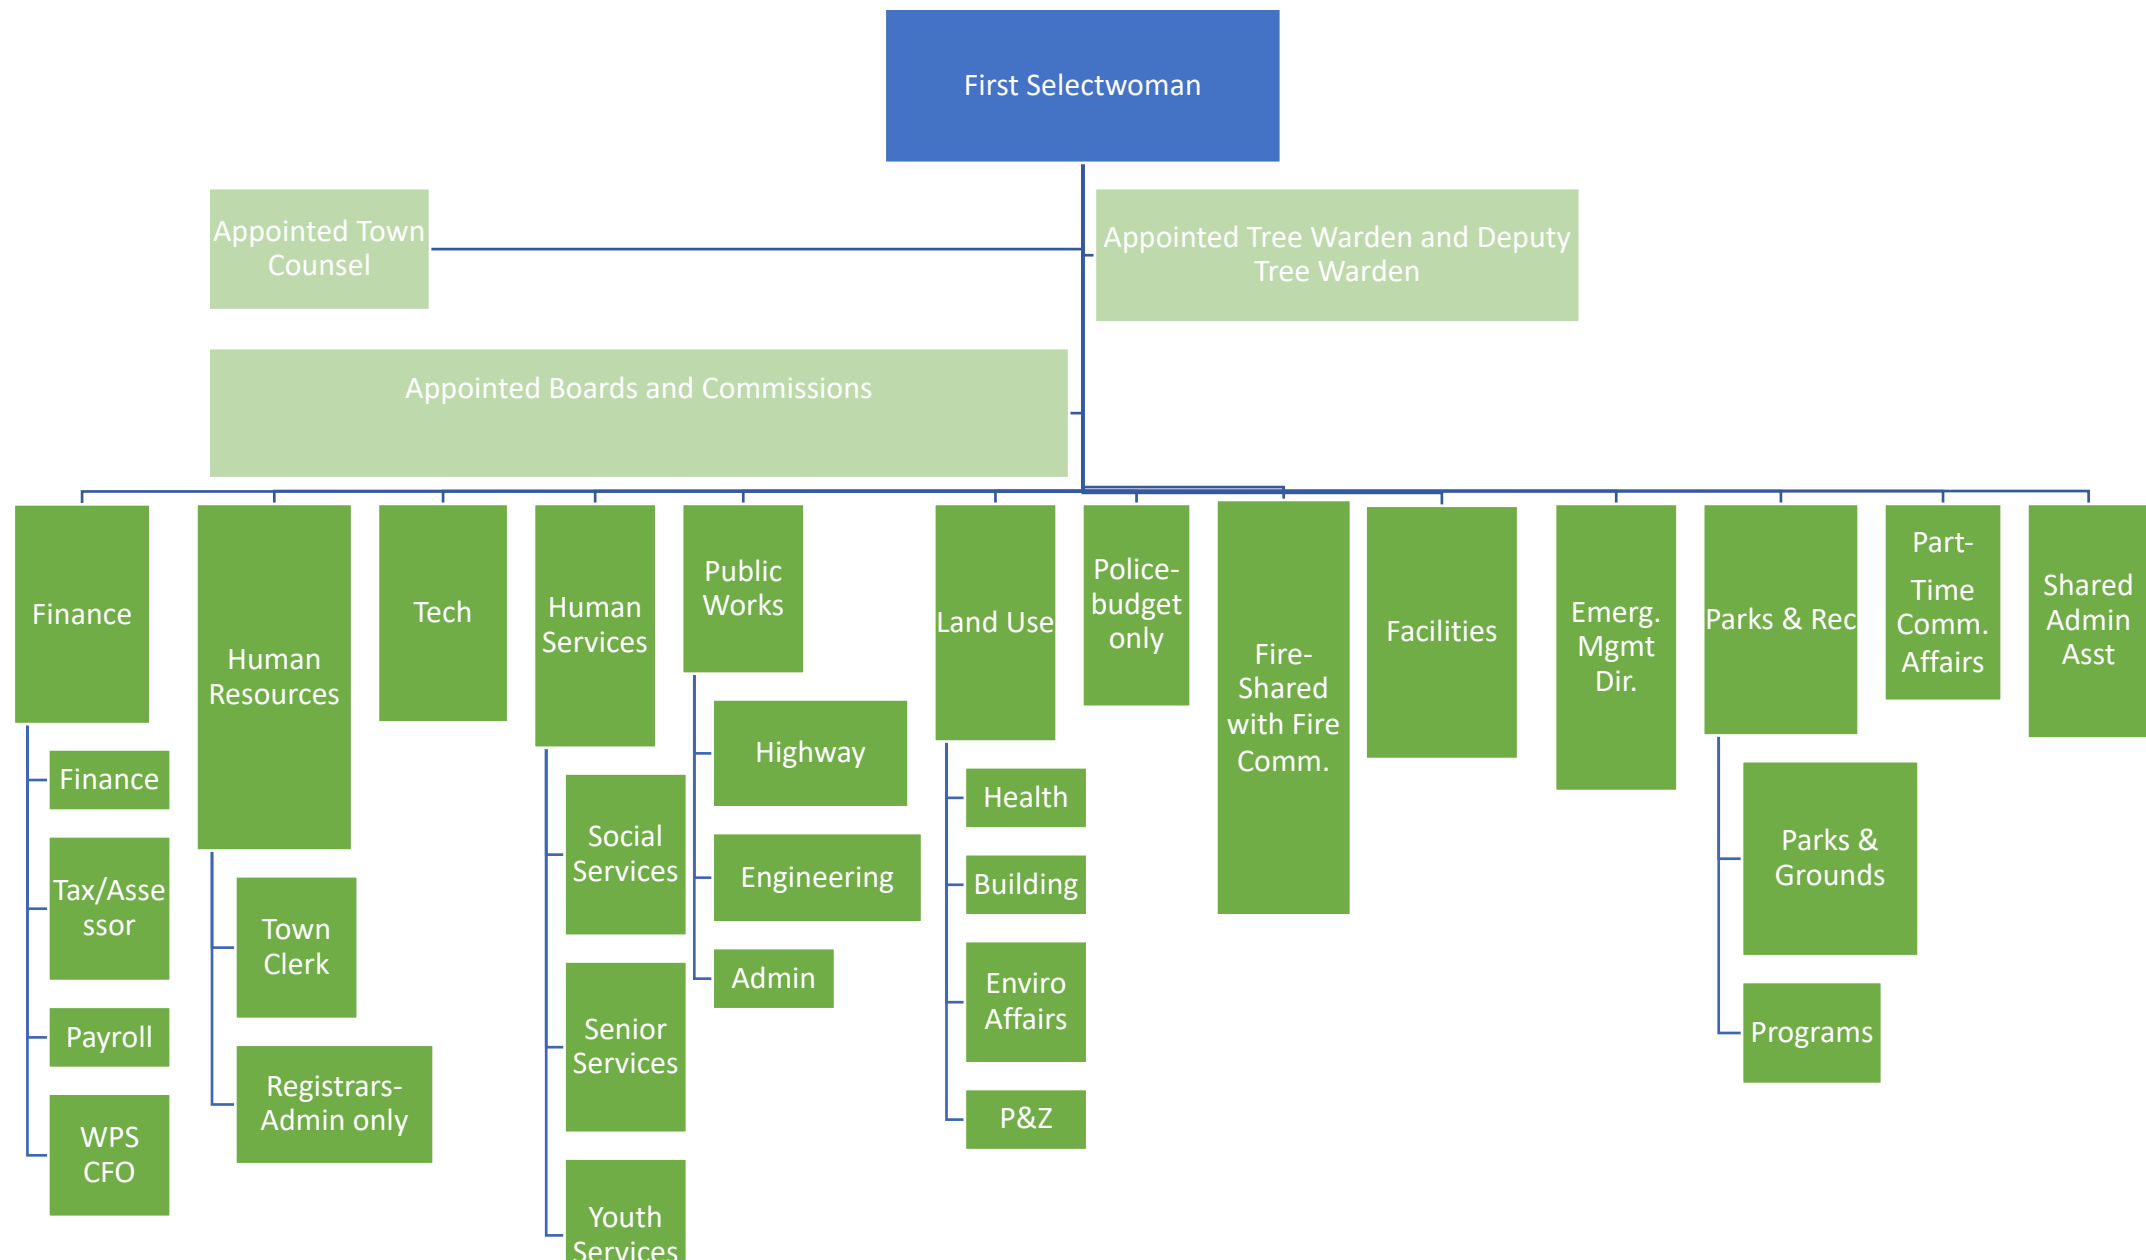 First Selectwoman
Appointed Town
Counsel
Appointed Tree Warden and Deputy
Tree Warden
Appointed Boards and Commissions
Finance
Finance
Tax/Asse
ssor
Payroll
WPS
CFO
Human
Resources
Town
Clerk
Registrars-
Admin only
Tech
Human
Services
Social
Services
Senior
Services
Youth
Services
Public
Works
Highway
Engineering
Admin
Land Use
Health
Building
Enviro
Affairs
P&Z
Police-
budget
only
Fire-
Shared
with Fire
Comm.
Facilities
Emerg.
Mgmt
Dir.
Parks & Rec
Parks &
Grounds
Programs
Part-
Time
Comm.
Affairs
Shared
Admin
Asst